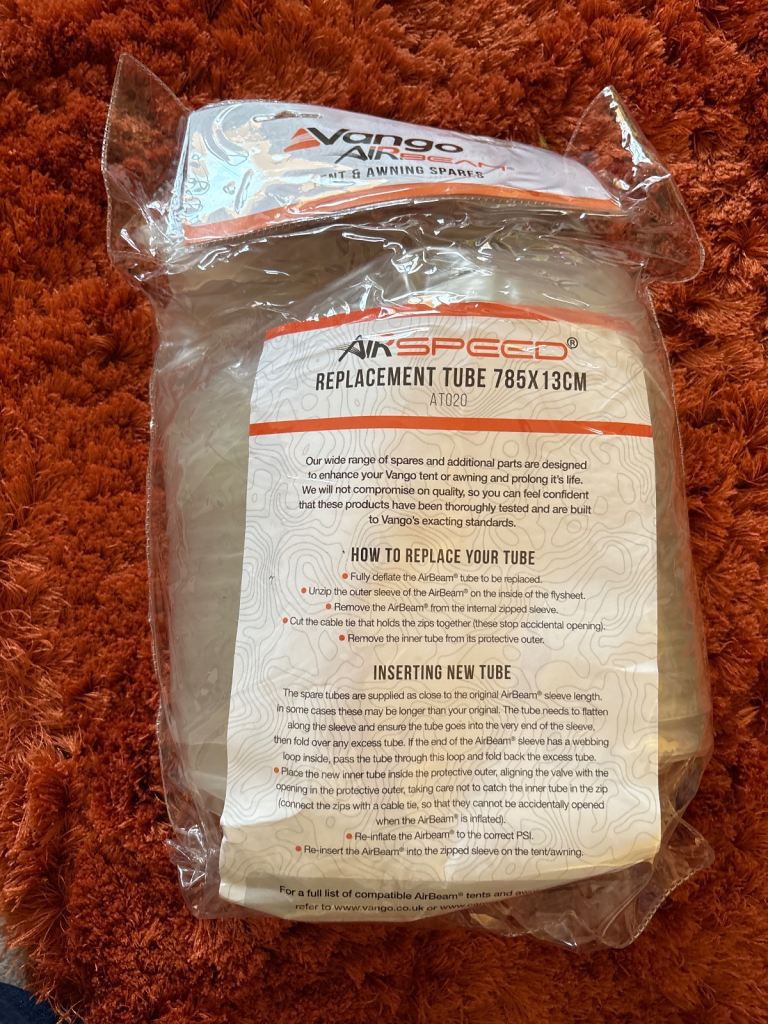 Vango
AIRBEAM
& AWNING SPARES
AIRSPEED®
REPLACEMENT TUBE 785X13CM
AT020
Our wide range of spares and additional parts are designed
to enhance your Vango tent or awning and prolong it's life.
We will not compromise on quality, so you can feel confident
that these products have been thoroughly tested and are built
to Vango's exacting standards.
HOW TO REPLACE YOUR TUBE
• Fully deflate the AirBeam® tube to be replaced.
• Unzip the outer sleeve of the AirBeam® on the inside of the flysheet.
• Remove the AirBeam® from the internal zipped sleeve.
• Cut the cable tie that holds the zips together (these stop accidental opening).
• Remove the inner tube from its protective outer.
INSERTING NEW TUBE
The spare tubes are supplied as close to the original AirBeam® sleeve length.
In some cases these may be longer than your original. The tube needs to flatten
along the sleeve and ensure the tube goes into the very end of the sleeve,
then fold over any excess tube. If the end of the AirBeam® sleeve has a webbing
loop inside, pass the tube through this loop and fold back the excess tube.
• Place the new inner tube inside the protective outer, aligning the valve with the
opening in the protective outer, taking care not to catch the inner tube in the zip
(connect the zips with a cable tie, so that they cannot be accidentally opened
when the AirBeam® is inflated).
• Re-inflate the Airbeam® to the correct PSI.
• Re-insert the AirBeam® into the zipped sleeve on the tent/awning.
For a full list of compatible AirBeam® tents and
refer to www.vango.co.uk or